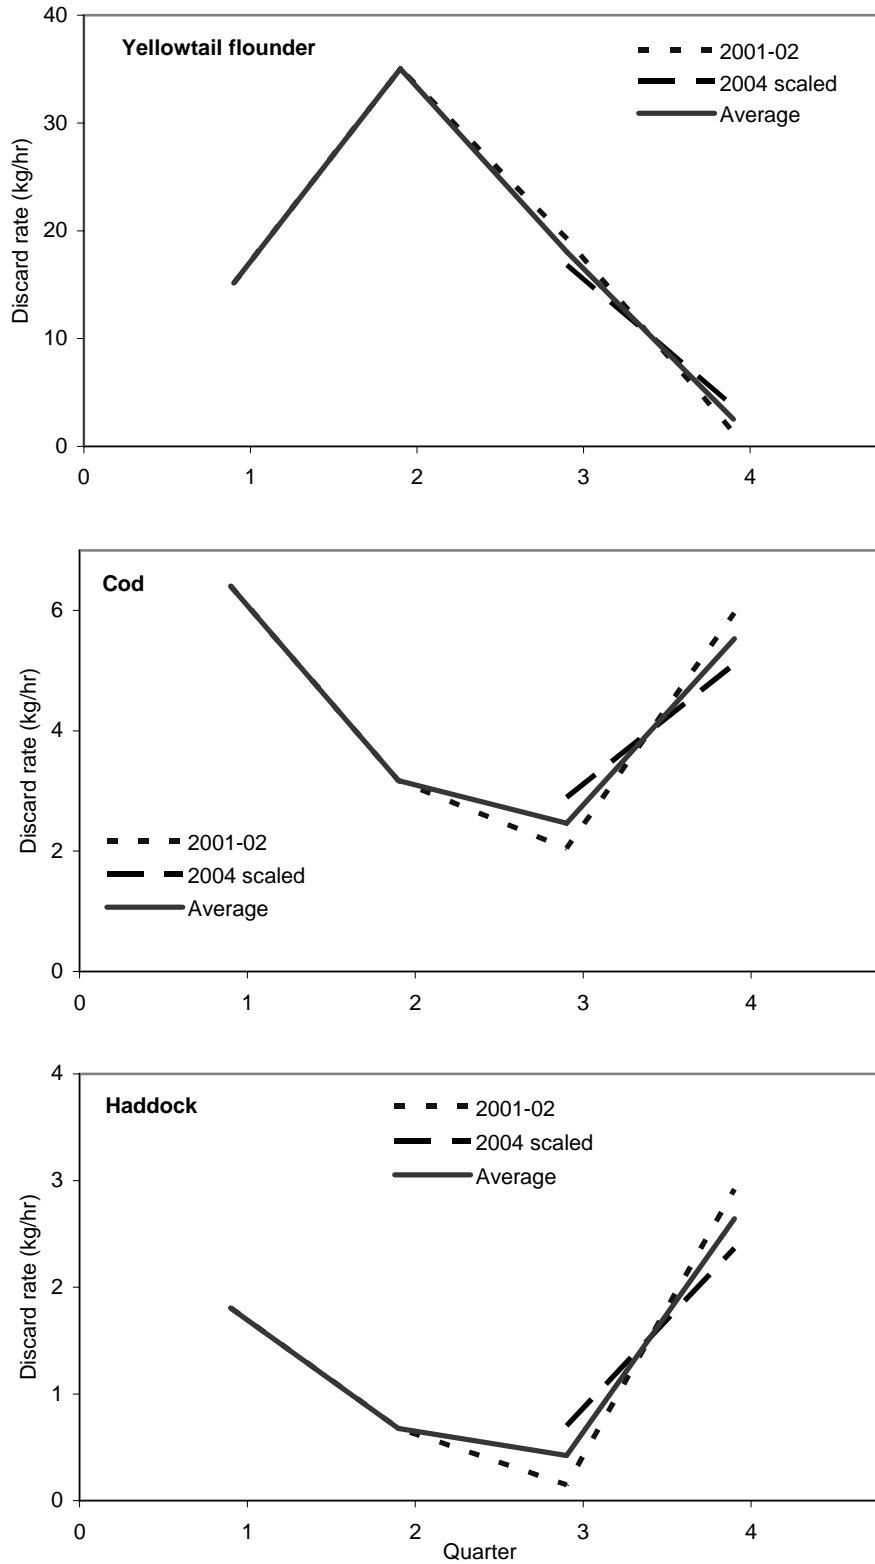 40
Yellowtail flounder
2001-02
2004 scaled
Average
30
20
10
0
Discard rate (kg/hr)
0 1 2 3 4
Cod
6
4
2
0
Discard rate (kg/hr)
2001-02
2004 scaled
Average
0 1 2 3 4
4
Haddock
2001-02
2004 scaled
Average
3
2
1
0
Discard rate (kg/hr)
0 1 2 3 4
Quarter